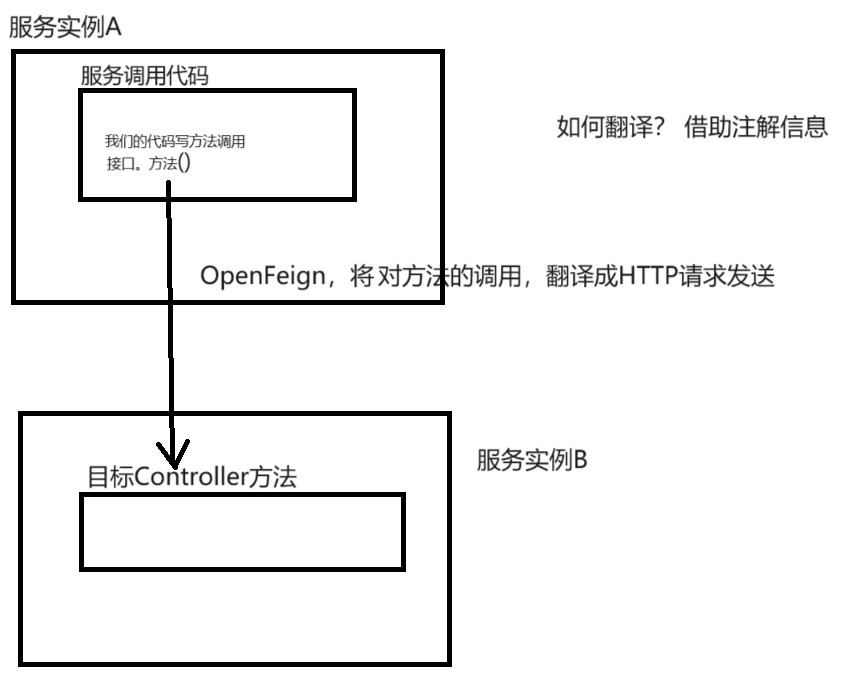 服务实例A
服务调用代码
如何翻译? 借助注解信息
我们的代码写方法调用
接口。方法()
OpenFeign，将对方法的调用，翻译成HTTP请求发送
服务实例B
目标Controller方法